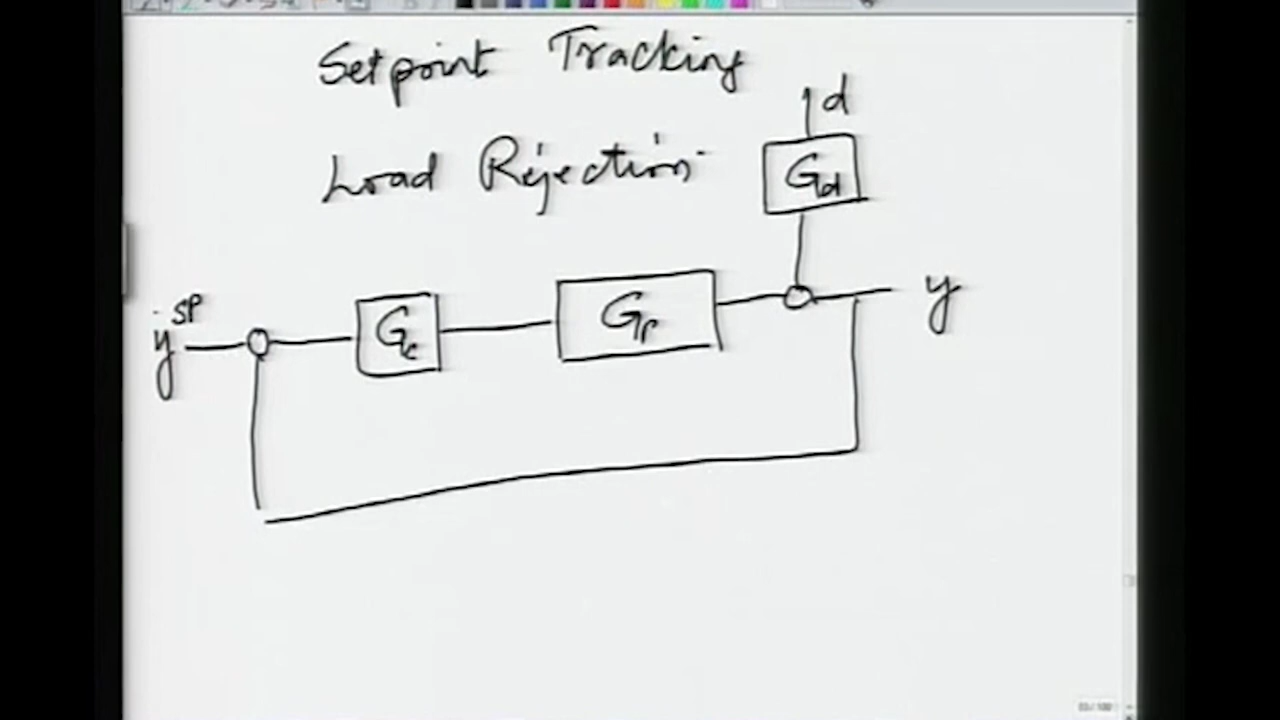 Setpoint Tracking
d
Load Rejection
Gd
y SP
Gc
Gp
y